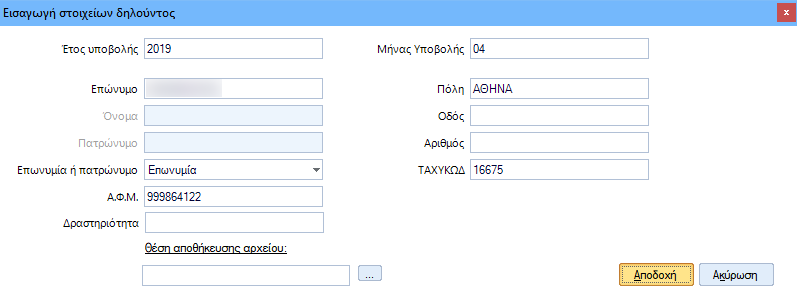 Εισαγωγή στοιχείων δηλούντος
x
Έτος υποβολής 2019 Μήνας Υποβολής 04
Επώνυμο Πόλη ΑΘΗΝΑ
Όνομα Οδός
Πατρώνυμο Αριθμός
Επωνυμία ή πατρώνυμο Επωνυμία ΤΑΧΥΚΩΔ 16675
Α.Φ.Μ. 999864122
Δραστηριότητα
Θέση αποθήκευσης αρχείου:
... Αποδοχή Ακύρωση